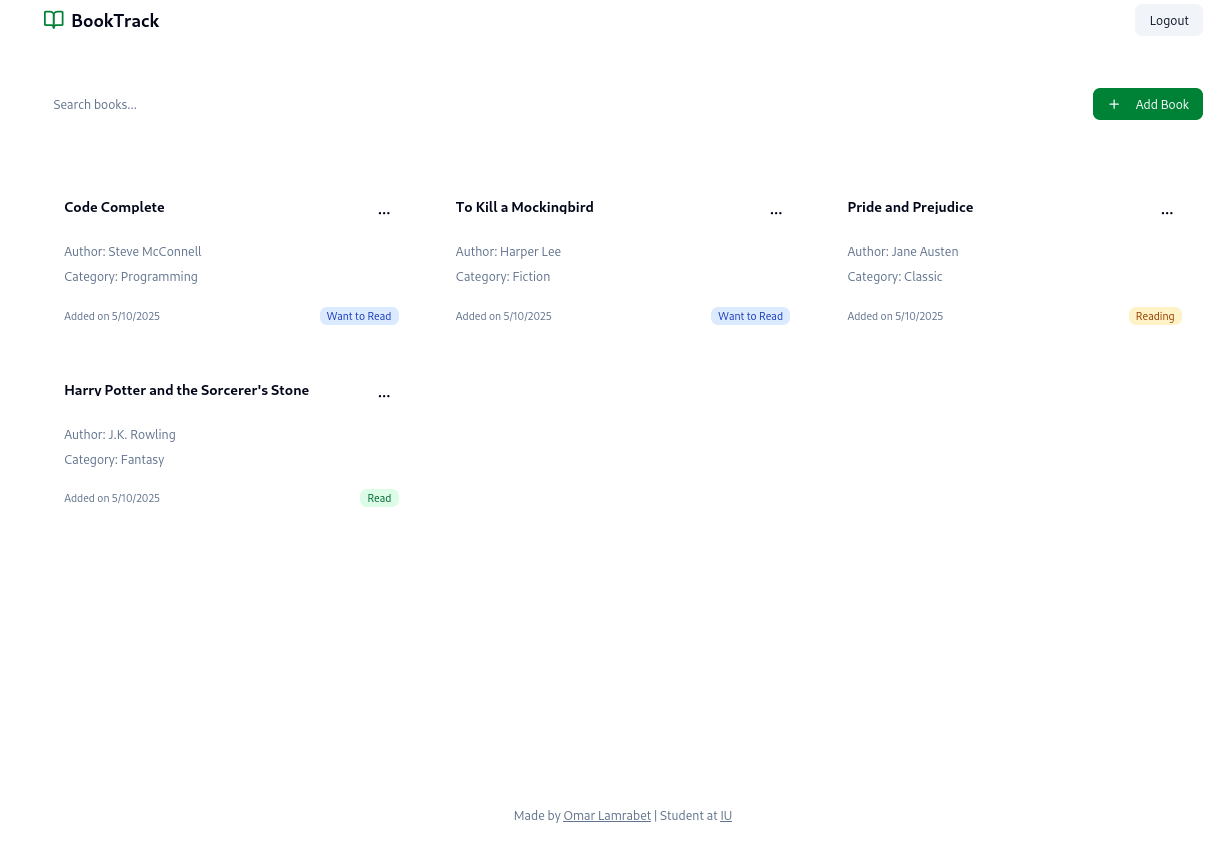 BookTrack
Logout
Search books...
Add Book
Code Complete
...
Author: Steve McConnell
Category: Programming
Added on 5/10/2025
Want to Read
To Kill a Mockingbird
...
Author: Harper Lee
Category: Fiction
Added on 5/10/2025
Want to Read
Pride and Prejudice
...
Author: Jane Austen
Category: Classic
Added on 5/10/2025
Reading
Harry Potter and the Sorcerer's Stone
...
Author: J.K. Rowling
Category: Fantasy
Added on 5/10/2025
Read
Made by Omar Lamrabet | Student at IU